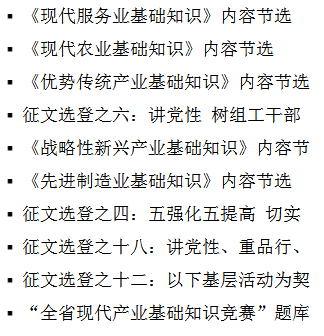 ▪ 《现代服务业基础知识》内容节选
▪ 《现代农业基础知识》内容节选
▪ 《优势传统产业基础知识》内容节选
▪ 征文选登之六：讲党性 树组工干部
▪ 《战略性新兴产业基础知识》内容节
▪ 《先进制造业基础知识》内容节选
▪ 征文选登之四：五强化五提高 切实
▪ 征文选登之十八：讲党性、重品行、
▪ 征文选登之十二：以下基层活动为契
▪ “全省现代产业基础知识竞赛”题库